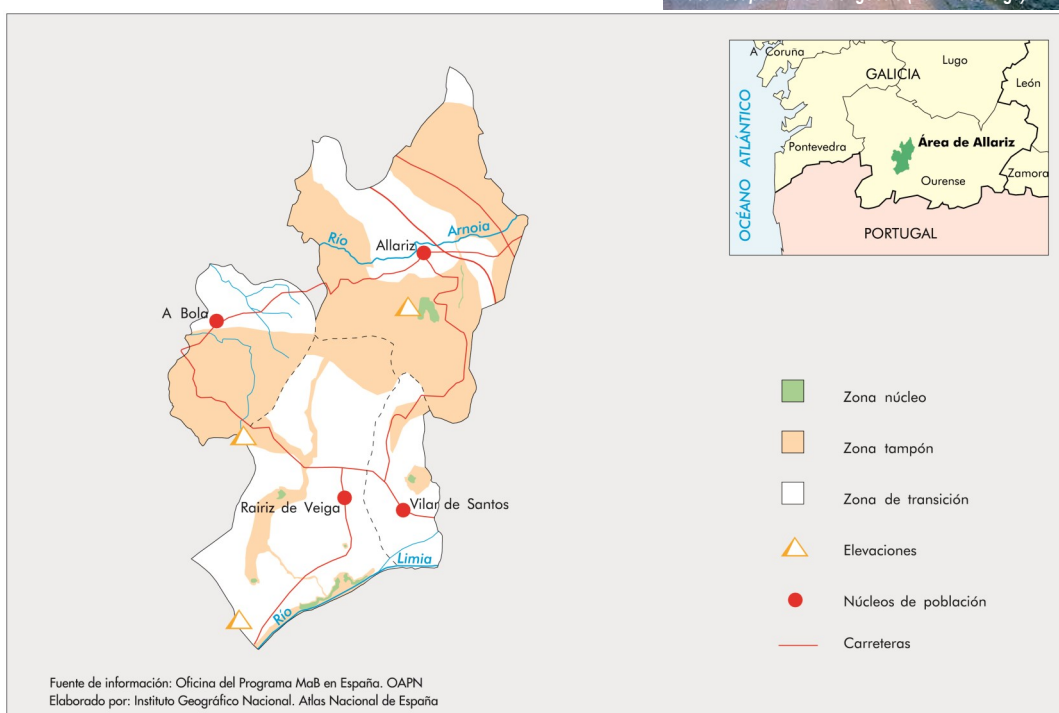 A Coruña
Lugo
GALICIA
León
OCÉANO ATLÁNTICO
Pontevedra
Área de Allariz
Zamora
Ourense
PORTUGAL
Río Arnoia
Allariz
A Bola
Zona núcleo
Zona tampón
Rairiz de Veiga
Vilar de Santos
Zona de transición
Limia
Elevaciones
Río
Núcleos de población
Carreteras
Fuente de información: Oficina del Programa MaB en España. OAPN
Elaborado por: Instituto Geográfico Nacional. Atlas Nacional de España